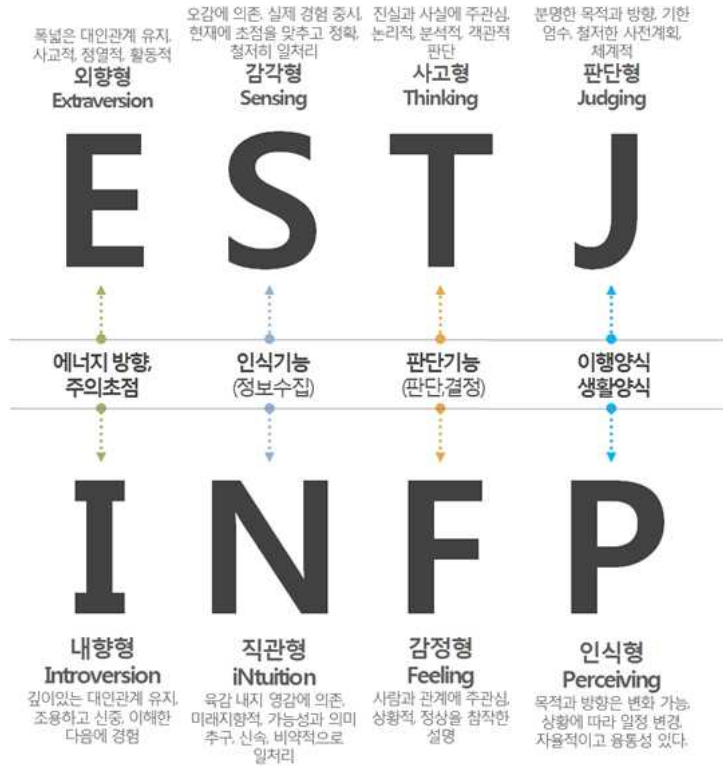 폭넓은 대인관계 유지,
사교적, 정열적, 활동적
외향형
Extraversion
오감에 의존, 실제 경험 중시,
현재에 초점을 맞추고 정확,
철저히 일처리
감각형
Sensing
진실과 사실에 주관심,
논리적, 분석적, 객관적
판단
사고형
Thinking
분명한 목적과 방향, 기한
엄수, 철저한 사전계획,
체계적
판단형
Judging
E S T J
에너지 방향,
주의초점
인식기능
(정보수집)
판단기능
(판단,결정)
이행양식
생활양식
I N F P
내향형
Introversion
깊이있는 대인관계 유지,
조용하고 신중, 이해한
다음에 경험
직관형
iNtuition
육감 내지 영감에 의존,
미래지향적, 가능성과 의미
추구, 신속, 비약적으로
일처리
감정형
Feeling
사람과 관계에 주관심,
상황적, 정상을 참작한
설명
인식형
Perceiving
목적과 방향은 변화 가능,
상황에 따라 일정 변경,
자율적이고 융통성 있다.